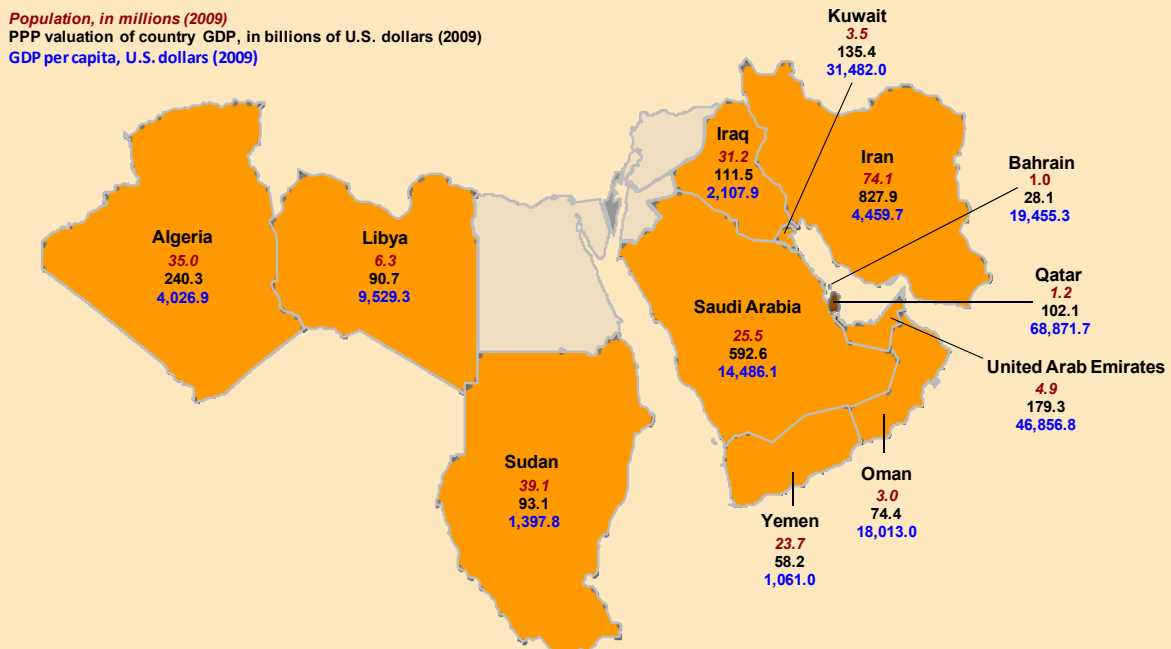 Population, in millions (2009)
PPP valuation of country GDP, in billions of U.S. dollars (2009)
GDP per capita, U.S. dollars (2009)
Kuwait
3.5
135.4
31,482.0
Iraq
31.2
111.5
2,107.9
Iran
74.1
827.9
4,459.7
Bahrain
1.0
28.1
19,455.3
Algeria
35.0
240.3
4,026.9
Libya
6.3
90.7
9,529.3
Saudi Arabia
25.5
592.6
14,486.1
Qatar
1.2
102.1
68,871.7
United Arab Emirates
4.9
179.3
46,856.8
Sudan
39.1
93.1
1,397.8
Oman
3.0
74.4
18,013.0
Yemen
23.7
58.2
1,061.0